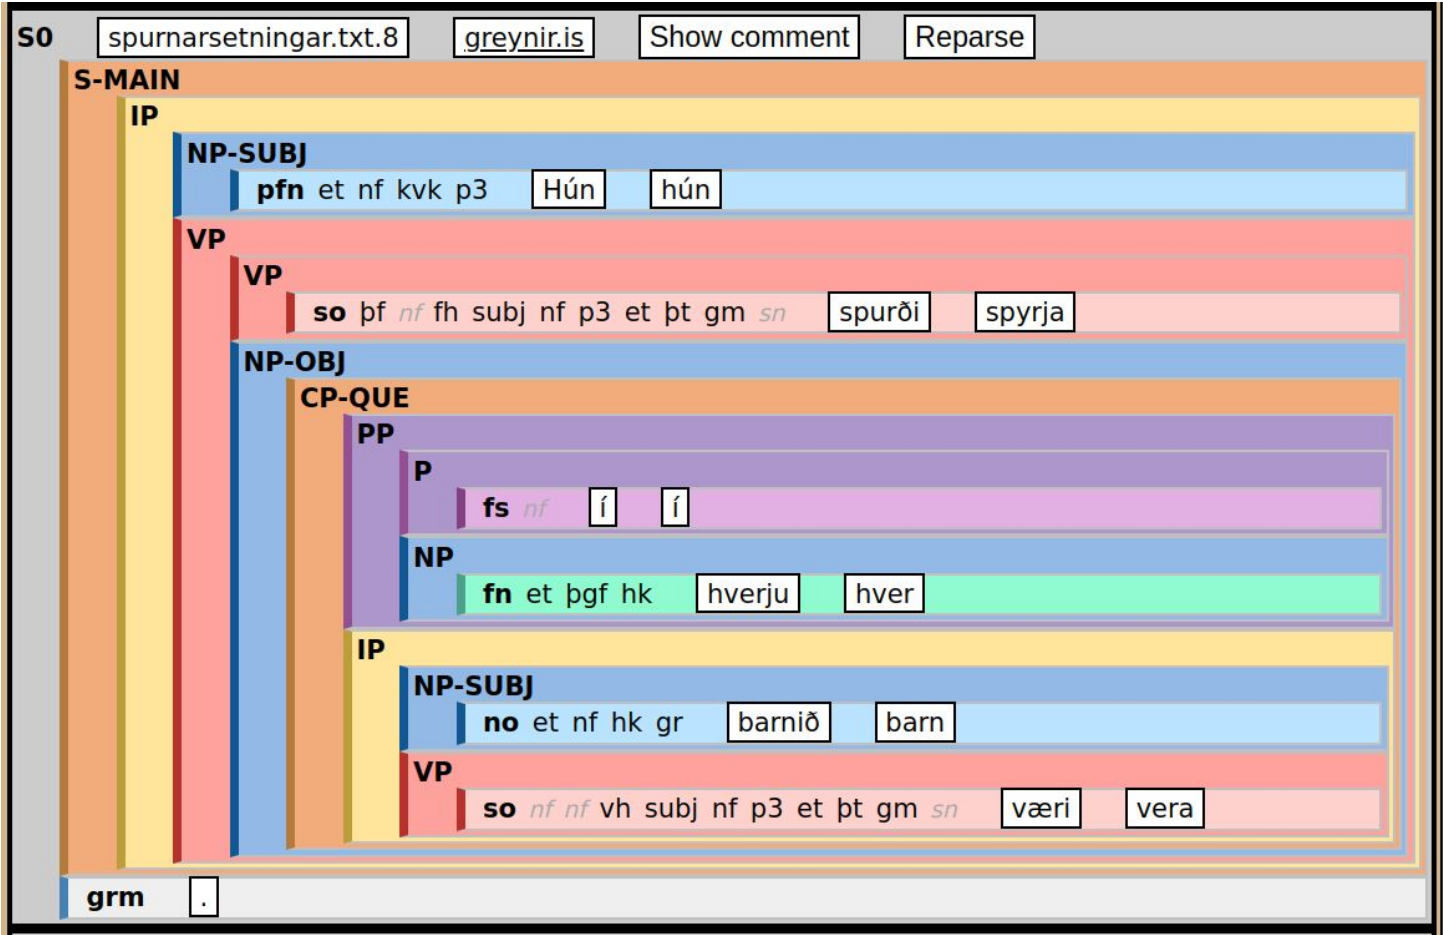 S0 spurnarsetningar.txt.8 greynir.is Show comment Reparse
S-MAIN
IP
NP-SUBJ
pfn et nf kvk p3 Hún hún
VP
VP
so þf nf fh subj nf p3 et þt gm sn spurði spyrja
NP-OBJ
CP-QUE
PP
P
fs nf í í
NP
fn et þgf hk hverju hver
IP
NP-SUBJ
no et nf hk gr barnið barn
VP
so nf nf vh subj nf p3 et þt gm sn væri vera
grm .